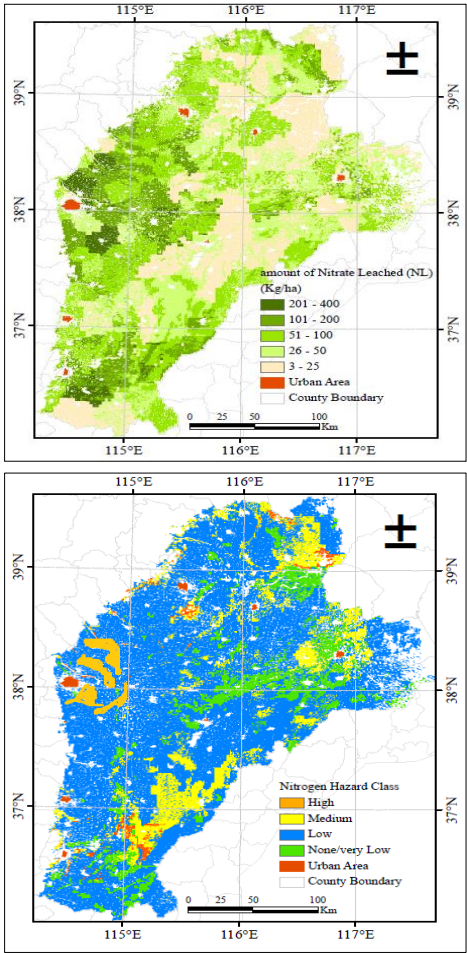 115°E 116°E 117°E
39°N 39°N
38°N 38°N
37°N 37°N
amount of Nitrate Leached (NL)
(Kg/ha)
201 - 400
101 - 200
51 - 100
26 - 50
3 - 25
Urban Area
County Boundary
0 50 100
Km
115°E 116°E 117°E
115°E 116°E 117°E
39°N 39°N
38°N 38°N
37°N 37°N
Nitrogen Hazard Class
High
Medium
Low
None/very Low
Urban Area
County Boundary
0 50 100
Km
115°E 116°E 117°E